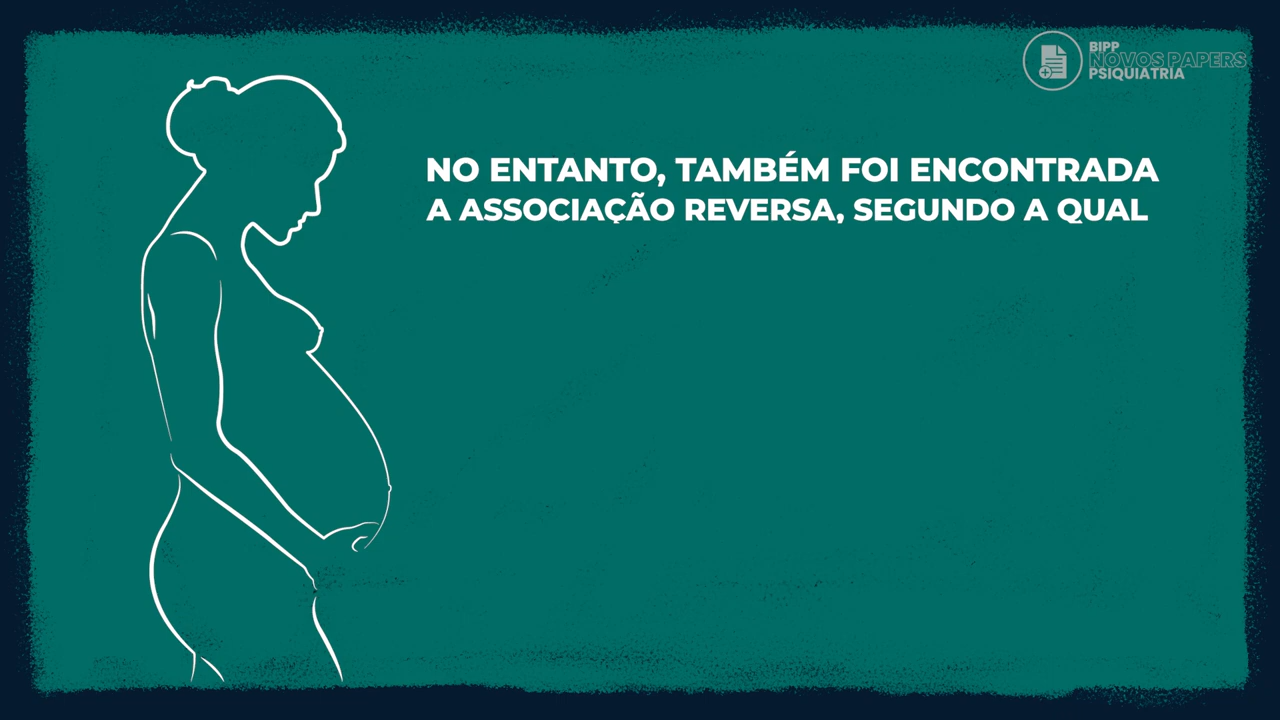 BIPP
NOVOS PAPERS
PSIQUIATRIA
NO ENTANTO, TAMBÉM FOI ENCONTRADA
A ASSOCIAÇÃO REVERSA, SEGUNDO A QUAL